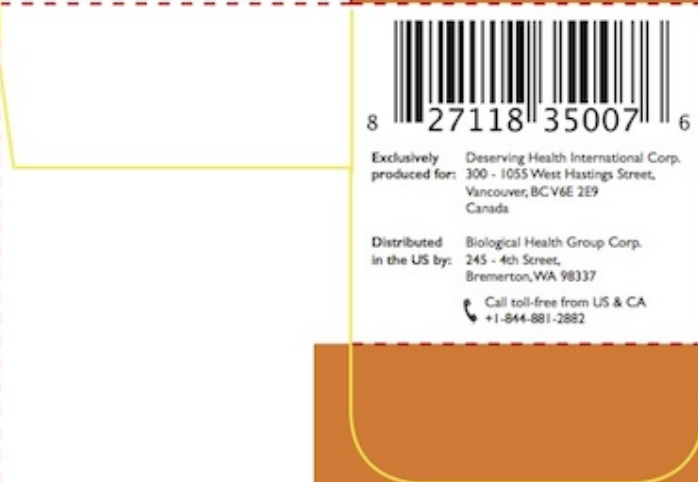 8 27118 35007 6
Exclusively produced for:
Deserving Health International Corp.
300 - 1055 West Hastings Street,
Vancouver, BC V6E 2E9
Canada
Distributed in the US by:
Biological Health Group Corp.
245 - 4th Street,
Bremerton, WA 98337
Call toll-free from US & CA
+1-844-881-2882